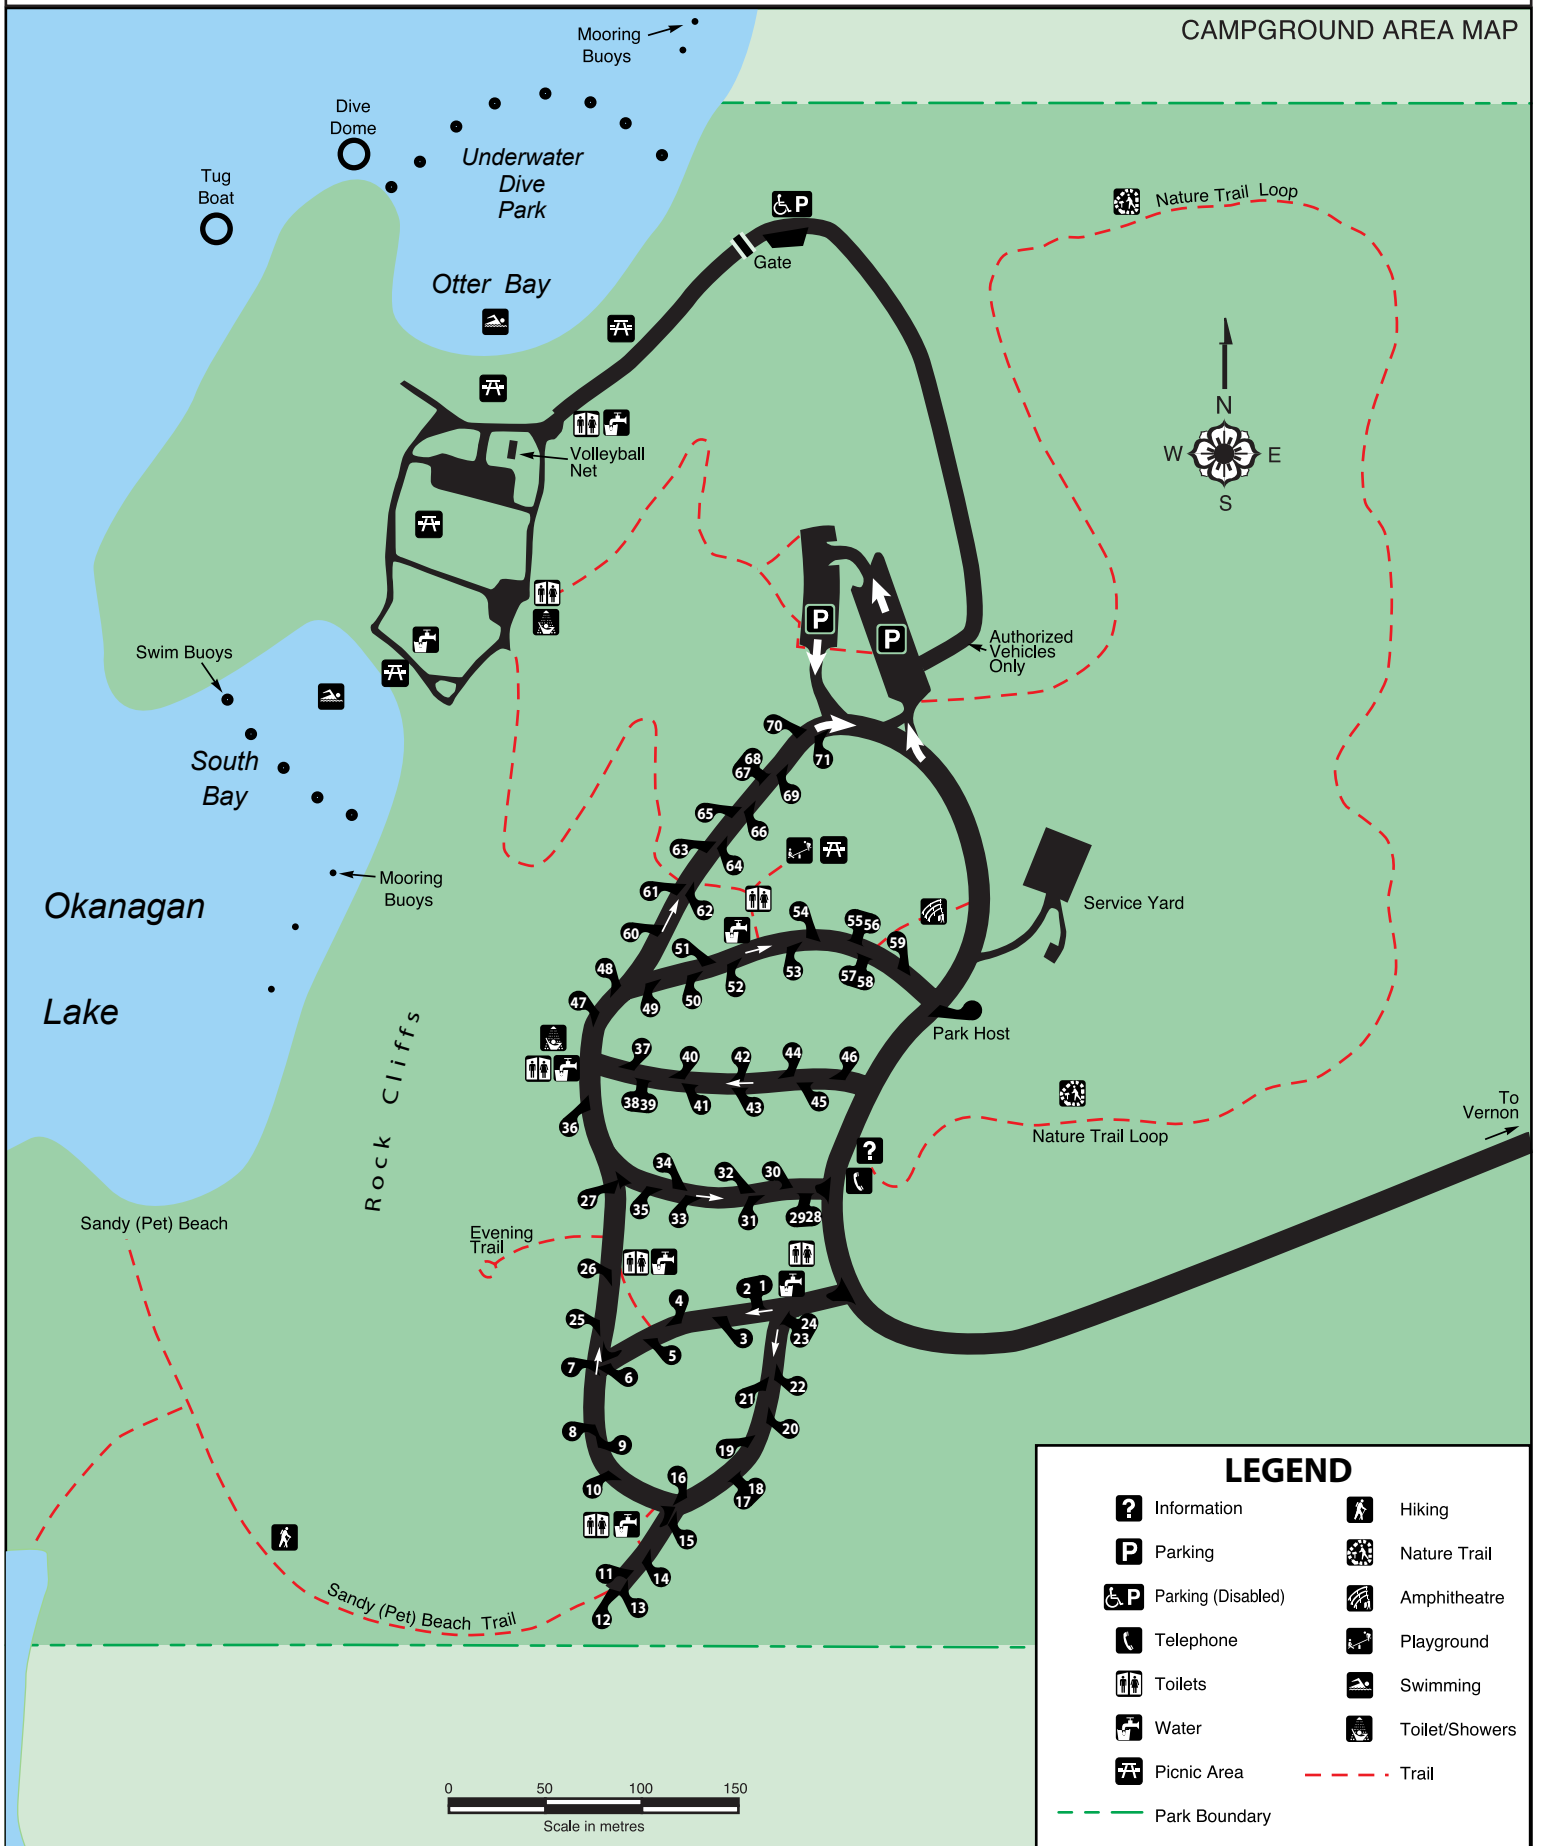 CAMPGROUND AREA MAP
Mooring
Buoys
Dive
Dome
Underwater
Dive
Park
Tug
Boat
Nature Trail Loop
P
Gate
Otter Bay
N
W E
S
Volleyball
Net
P
P
Authorized
Vehicles
Only
Swim Buoys
South
Bay
70
71
68
67
69
65
66
63
64
Mooring
Buoys
61
62
Okanagan
Lake
Service Yard
60
54
55 56
59
51
53
57 58
52
50
49
48
47
Park Host
Rock Cliffs
37
40
42
44
46
38 39
41
43
45
36
To
Vernon
Nature Trail Loop
?
34
32
30
27
35
33
31
29 28
Sandy (Pet) Beach
Evening
Trail
26
2 1
4
25
3
24
23
5
7
6
22
21
20
8
9
19
16
18
17
10
15
11
14
13
12
Sandy (Pet) Beach Trail
LEGEND
? Information
Hiking
P Parking
Nature Trail
P Parking (Disabled)
Amphitheatre
Telephone
Playground
Toilets
Swimming
Water
Toilet/Showers
Picnic Area
Trail
Park Boundary
0 50 100 150
Scale in metres